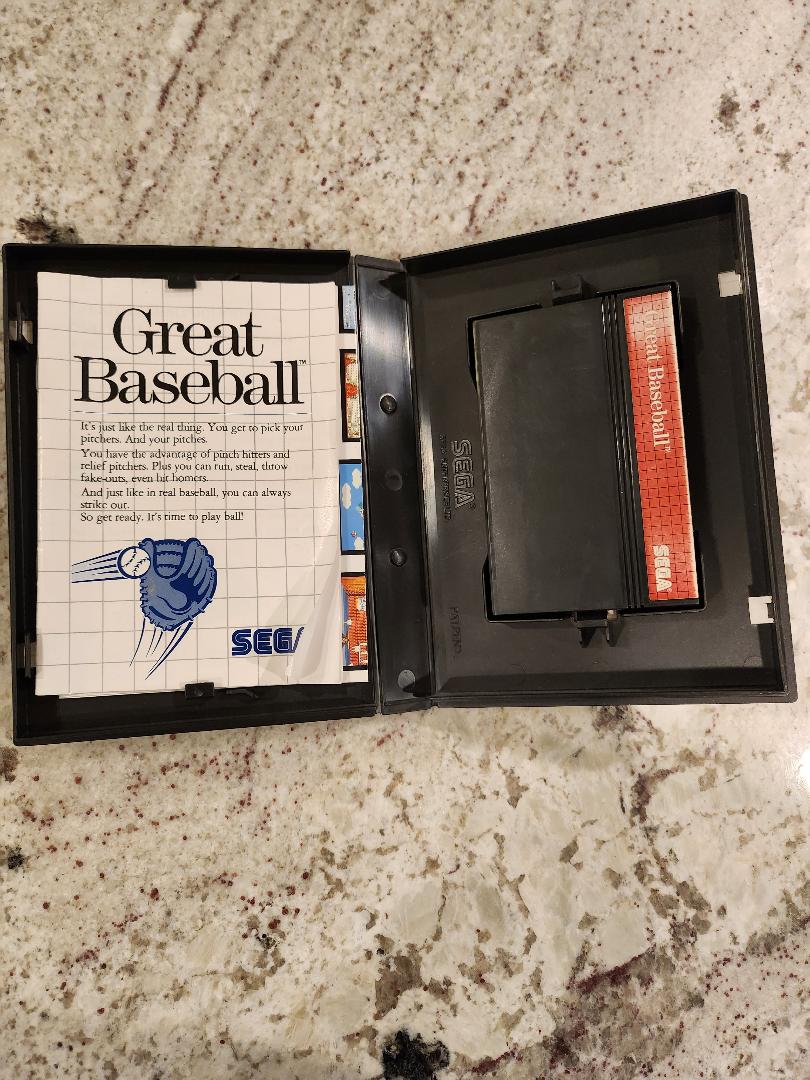 Great
Baseball™
It's just like the real thing. You get to pick your
pitchers. And your pitches.
You have the advantage of pinch hitters and
relief pitchers. Plus you can run, steal, throw
fake-outs, even hit homers.
And just like in real baseball, you can always
strike out.
So get ready. It's time to play ball!
SEGA
SEGA
PAT. PEND.
Great Baseball™
SEGA